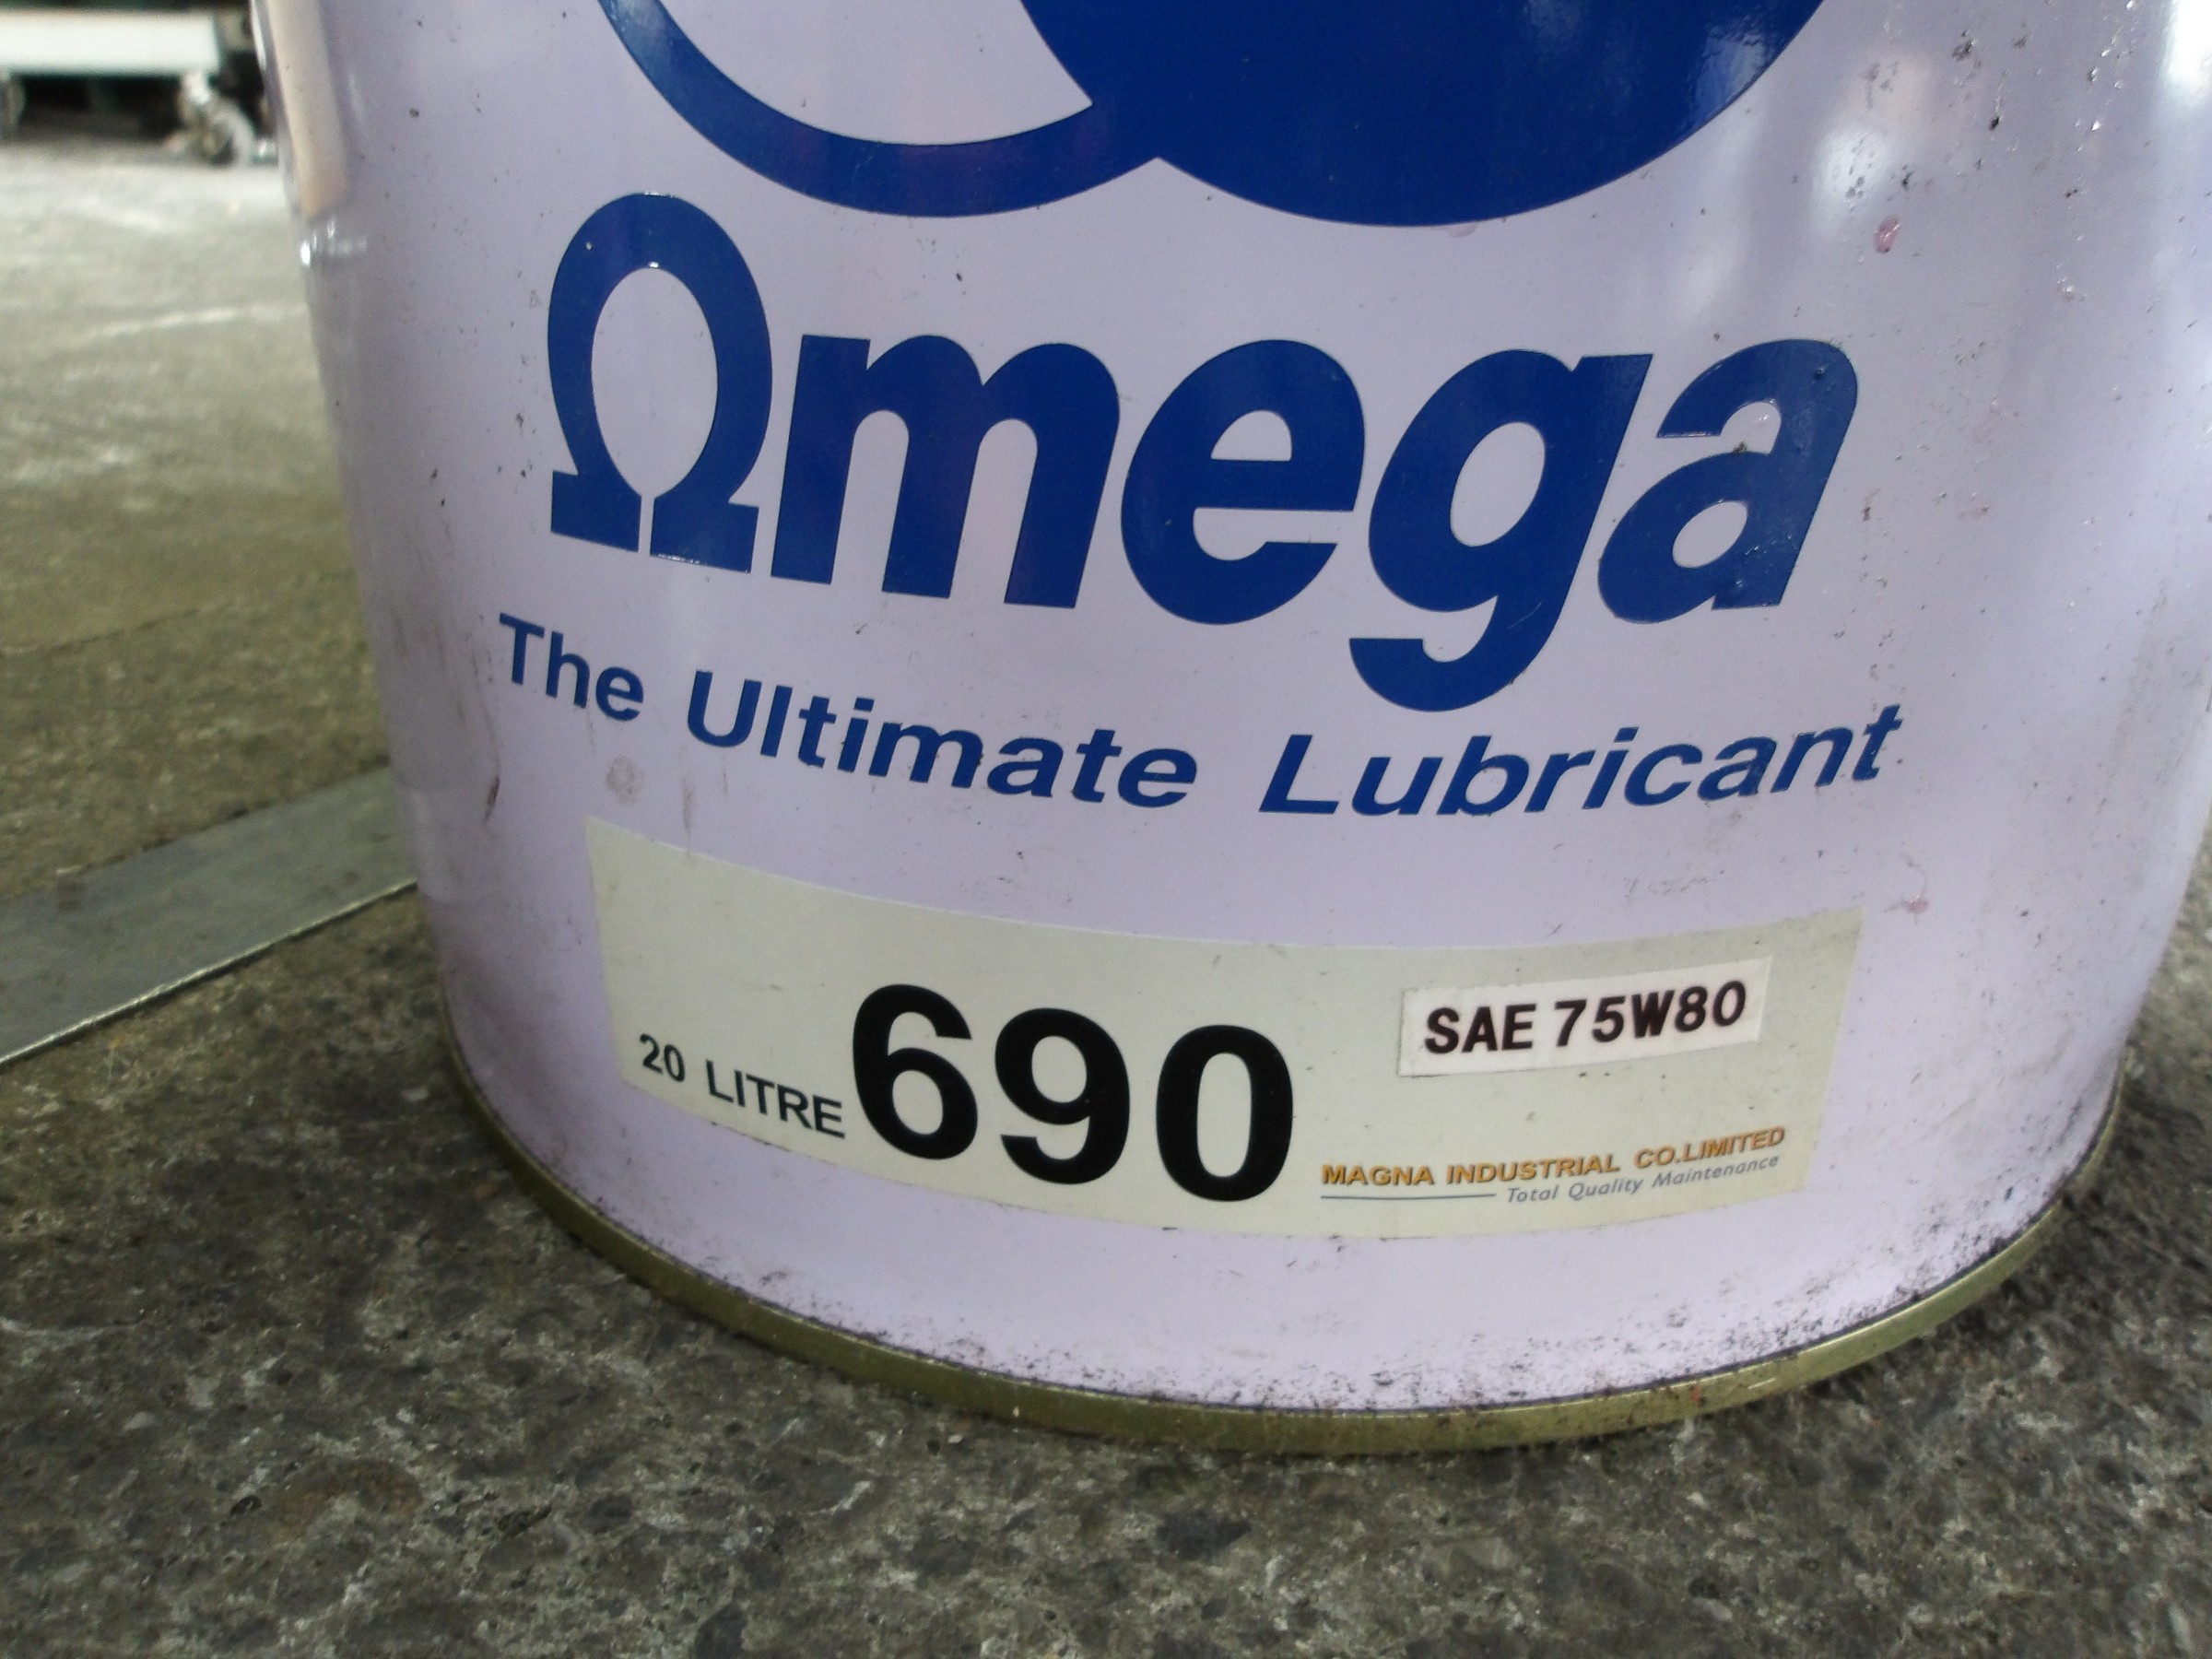 Ωmega
The Ultimate Lubricant
20 LITRE 690 SAE 75W80
MAGNA INDUSTRIAL CO.LIMITED
Total Quality Maintenance